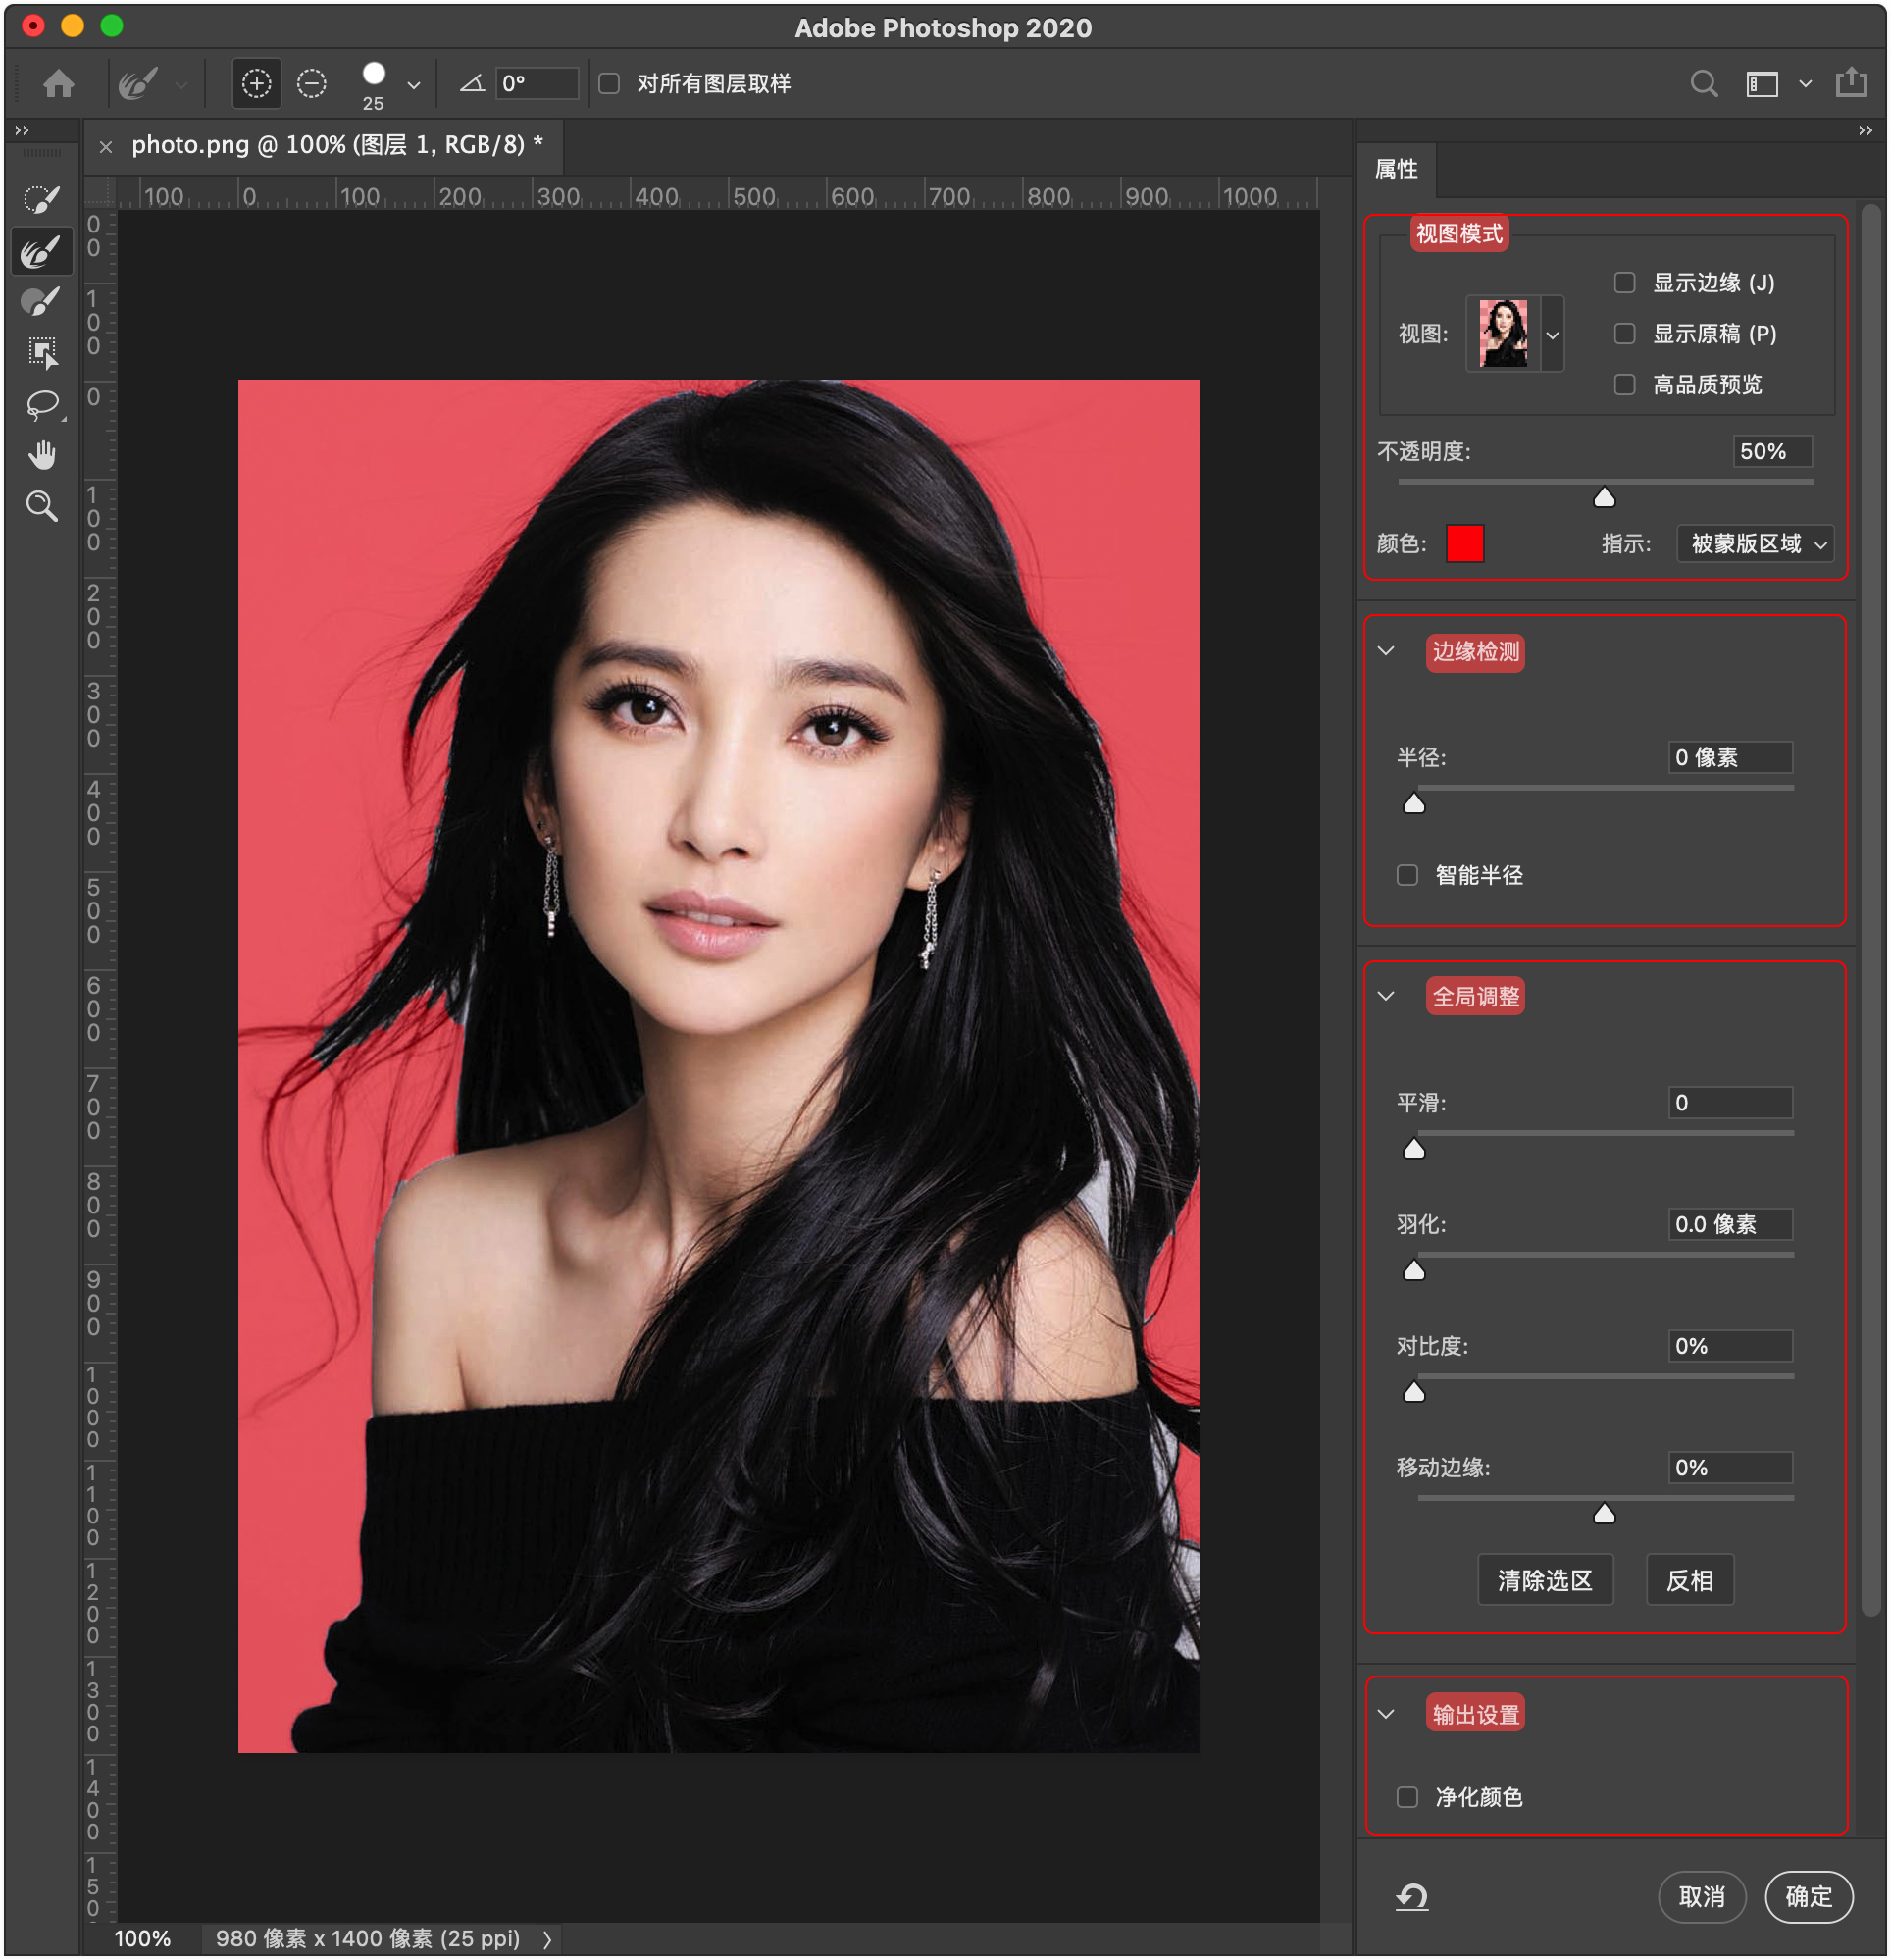 Adobe Photoshop 2020
25
0°
对所有图层取样
photo.png @ 100% (图层 1, RGB/8) *
属性
100 0 100 200 300 400 500 600 700 800 900 1000
0
0
100
0
100
200
300
400
500
600
700
800
900
1000
1100
1200
1300
1400
150
视图模式
视图:
显示边缘 (J)
显示原稿 (P)
高品质预览
不透明度: 50%
颜色: 指示: 被蒙版区域
边缘检测
半径: 0 像素
智能半径
全局调整
平滑: 0
羽化: 0.0 像素
对比度: 0%
移动边缘: 0%
清除选区 反相
输出设置
净化颜色
取消 确定
100% 980 像素 x 1400 像素 (25 ppi)